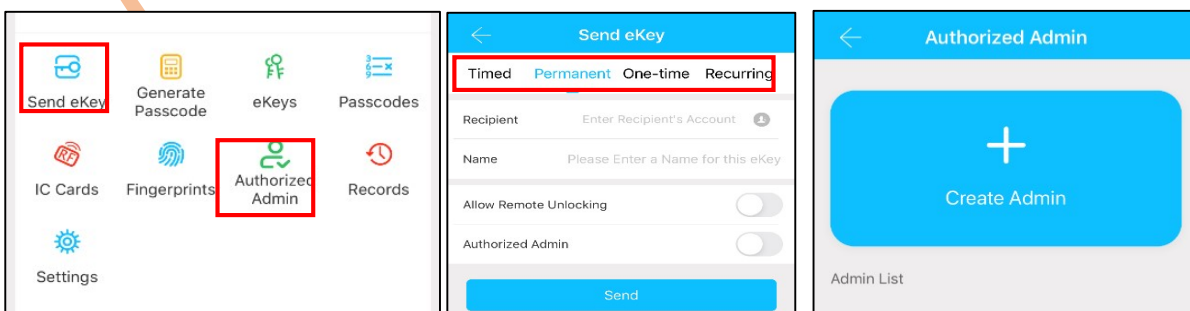 Send eKey
Generate
Passcode
eKeys
Passcodes
IC Cards
Fingerprints
Authorized
Admin
Records
Settings
Send eKey
Timed Permanent One-time Recurring
Recipient Enter Recipient's Account
Name Please Enter a Name for this eKey
Allow Remote Unlocking
Authorized Admin
Send
Authorized Admin
Create Admin
Admin List